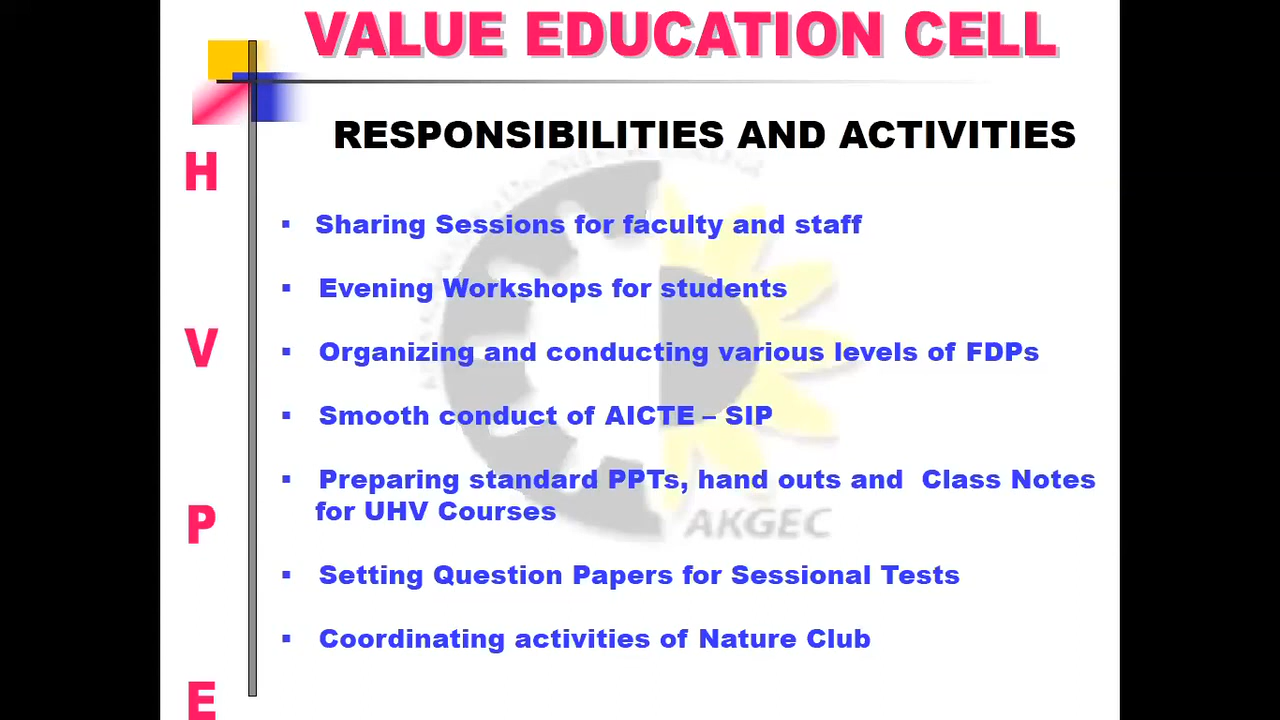 VALUE EDUCATION CELL
RESPONSIBILITIES AND ACTIVITIES
H
V
P
E
▪ Sharing Sessions for faculty and staff
▪ Evening Workshops for students
▪ Organizing and conducting various levels of FDPs
▪ Smooth conduct of AICTE – SIP
▪ Preparing standard PPTs, hand outs and Class Notes
for UHV Courses
▪ Setting Question Papers for Sessional Tests
▪ Coordinating activities of Nature Club
AKGEC